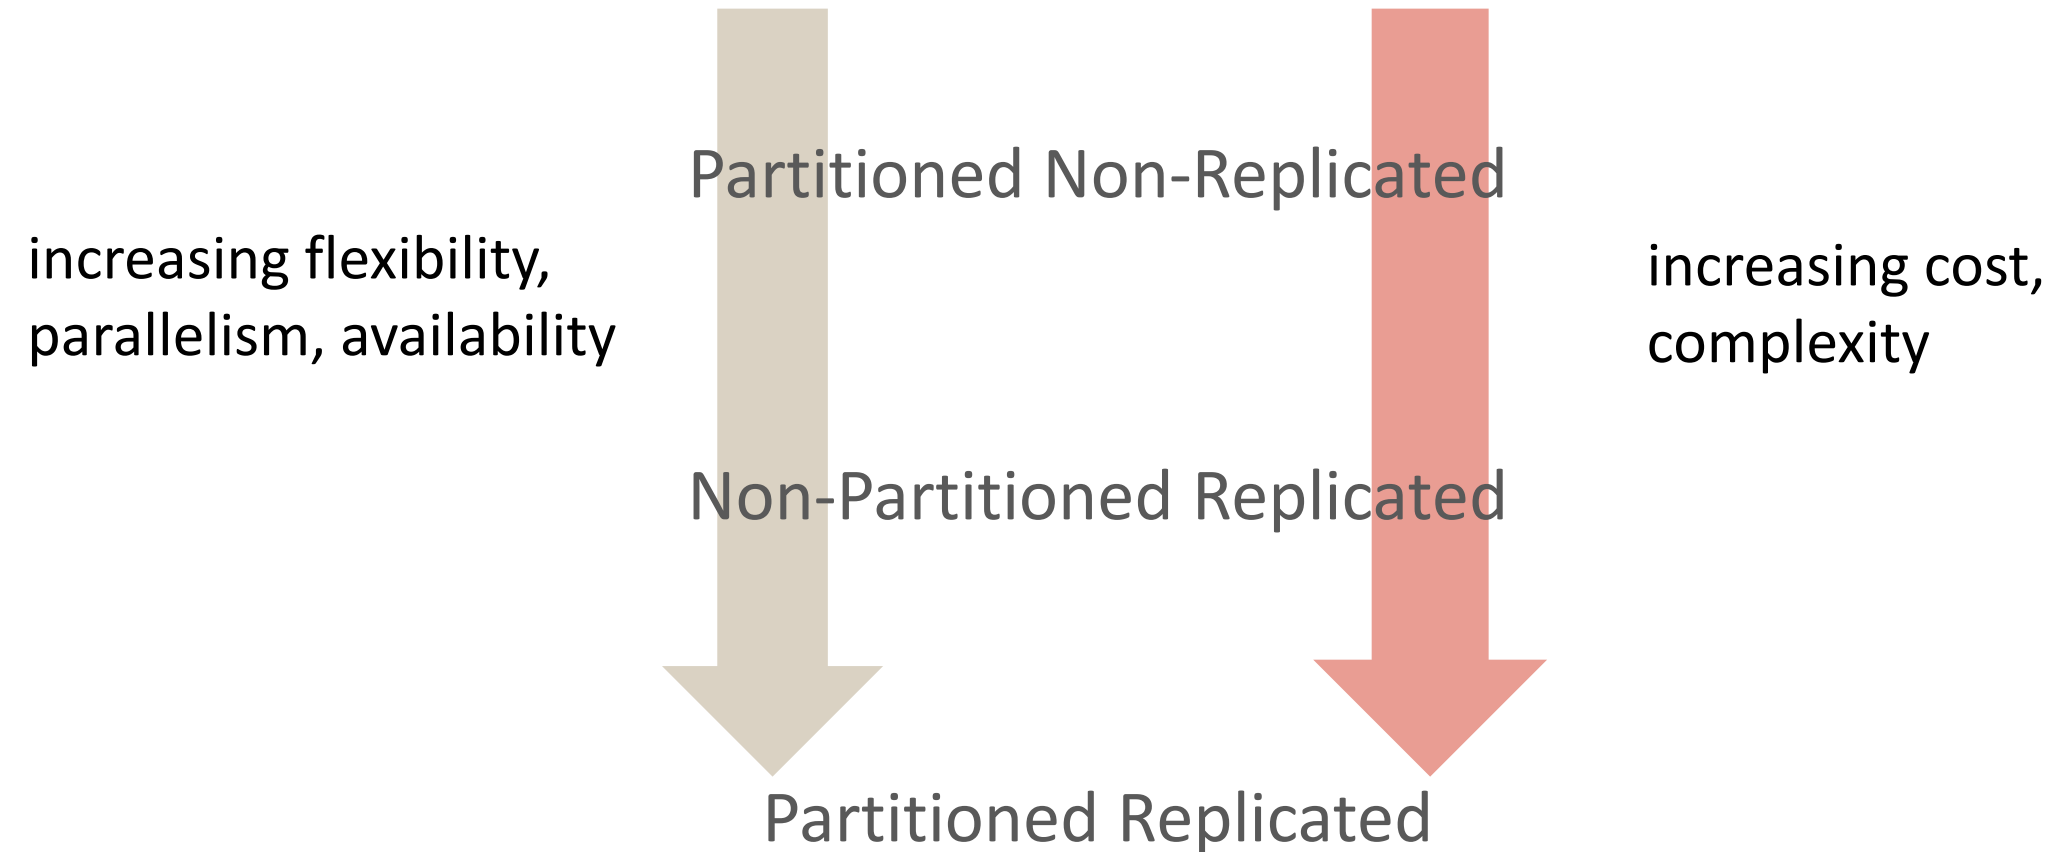 Partitioned Non-Replicated
increasing flexibility,
parallelism, availability
increasing cost,
complexity
Non-Partitioned Replicated
Partitioned Replicated